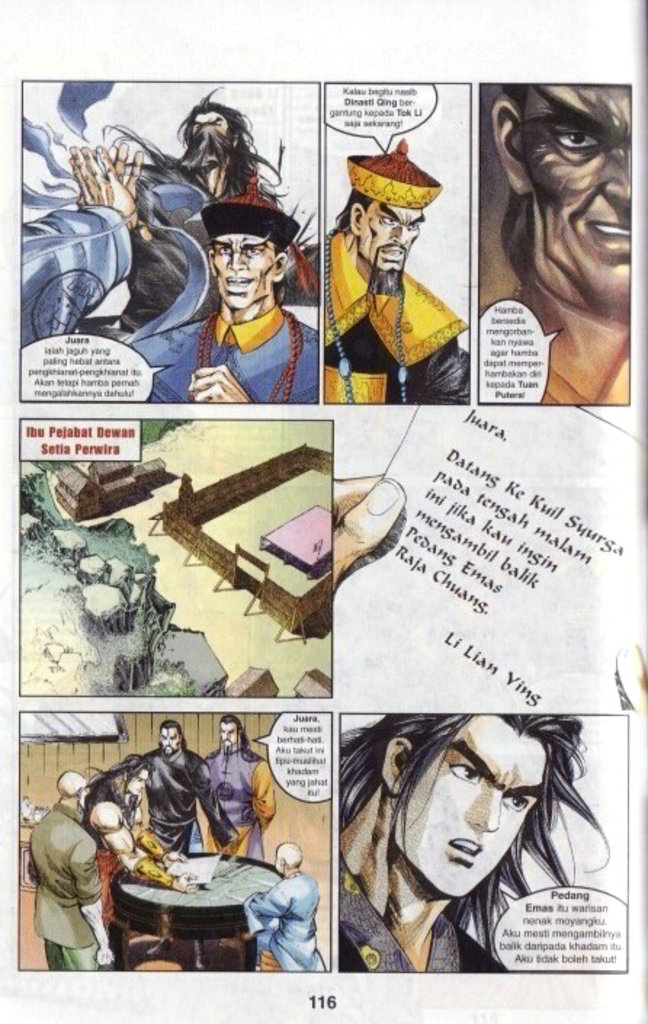 Kalau begitu nasib
Dinasti Qing ber-
gantung kepada Tok Li
saja sekarang!
Juara
ialah jaguh yang
paling hebat antara
pengkhianat-pengkhianat itu.
Akan tetapi hamba pernah
mengalahkannya dahulu!
Hamba
bersedia
mengorban-
kan nyawa
agar hamba
dapat memper-
hambakan diri
kepada Tuan
Putera!
Ibu Pejabat Dewan
Setia Perwira
Juara,
Datang Ke Kuil Syurga
pada tengah malam
ini jika kau ingin
mengambil balik
Pedang Emas
Raja Chuang.
Li Lian Ying
Juara,
kau mesti
berhati-hati.
Aku takut ini
tipu-muslihat
khadam
yang jahat
itu!
Pedang
Emas itu warisan
nenek moyangku.
Aku mesti mengambilnya
balik daripada khadam itu.
Aku tidak boleh takut!
116